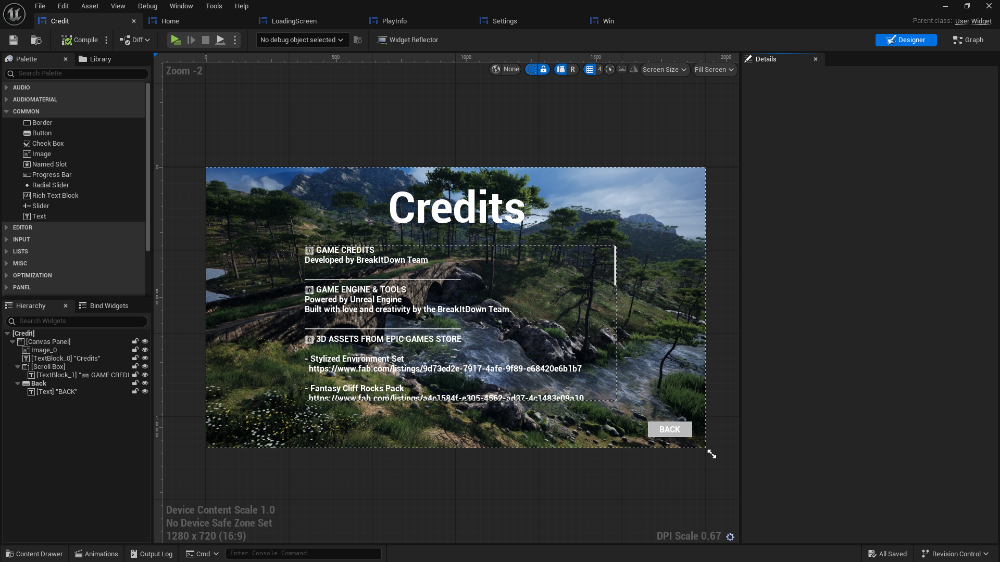 File Edit Asset View Debug Window Tools Help
Credit Home LoadingScreen PlayInfo Settings Win Parent class: User Widget
Compile Diff No debug object selected Widget Reflector Designer Graph
Palette Library
Search Palette
AUDIO
AUDIOMATERIAL
COMMON
Border
Button
Check Box
Image
Named Slot
Progress Bar
Radial Slider
Rich Text Block
Slider
Text
EDITOR
INPUT
LISTS
MISC
OPTIMIZATION
PANEL
Hierarchy Bind Widgets
Search Widgets
[Credit]
[Canvas Panel]
Image_0
[TextBlock_0] "Credits"
[Scroll Box]
[TextBlock_1] "🎮 GAME CREDI.
Back
[Text] "BACK"
0 500 1000 1500 2000
Zoom -2
None R 4 Screen Size Fill Screen
0
500
1000
Credits
GAME CREDITS
Developed by BreakItDown Team
GAME ENGINE & TOOLS
Powered by Unreal Engine
Built with love and creativity by the BreakItDown Team.
3D ASSETS FROM EPIC GAMES STORE
- Stylized Environment Set
https://www.fab.com/listings/9d73ed2e-7917-4afe-9f89-e68420e6b1b7
- Fantasy Cliff Rocks Pack
https://www.fab.com/listings/a4c1584f-e305-4562-ad37-4c1483e09a10
BACK
Device Content Scale 1.0
No Device Safe Zone Set
1280 x 720 (16:9)
DPI Scale 0.67
Details
Content Drawer Animations Output Log Cmd Enter Console Command All Saved Revision Control